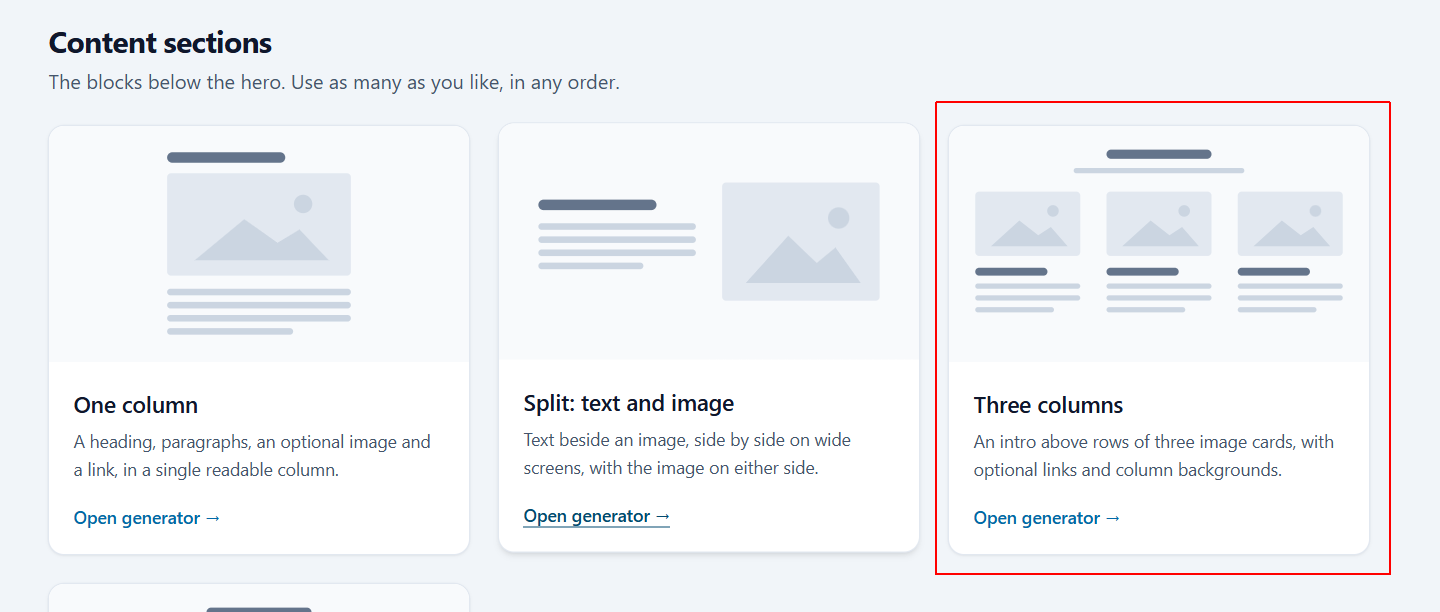 Content sections
The blocks below the hero. Use as many as you like, in any order.
One column
A heading, paragraphs, an optional image and
a link, in a single readable column.
Open generator →
Split: text and image
Text beside an image, side by side on wide
screens, with the image on either side.
Open generator →
Three columns
An intro above rows of three image cards, with
optional links and column backgrounds.
Open generator →